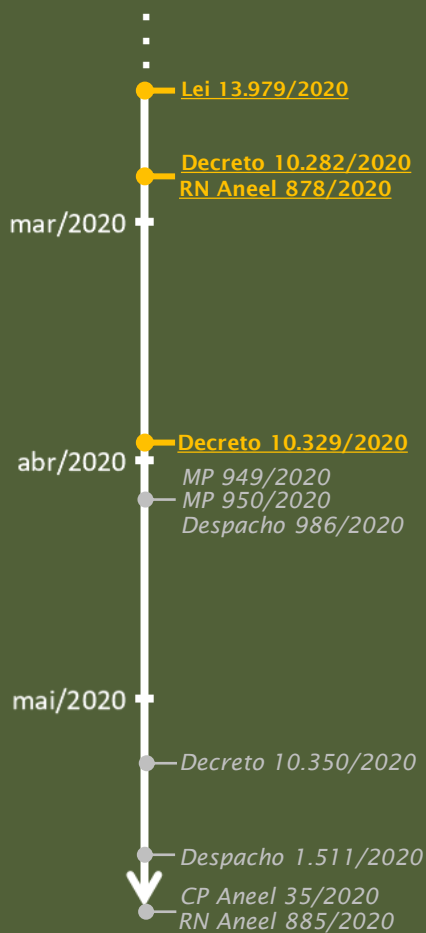 Lei 13.979/2020
Decreto 10.282/2020
RN Aneel 878/2020
mar/2020
Decreto 10.329/2020
abr/2020
MP 949/2020
MP 950/2020
Despacho 986/2020
mai/2020
Decreto 10.350/2020
Despacho 1.511/2020
CP Aneel 35/2020
RN Aneel 885/2020